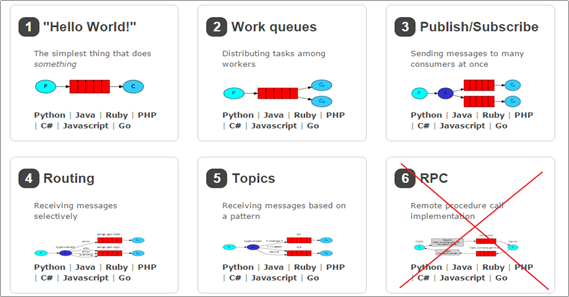 1 "Hello World!"
The simplest thing that does
something
P C
Python | Java | Ruby | PHP
| C# | Javascript | Go
2 Work queues
Distributing tasks among
workers
P C₁
C₂
Python | Java | Ruby | PHP
| C# | Javascript | Go
3 Publish/Subscribe
Sending messages to many
consumers at once
P X C₁
C₂
Python | Java | Ruby | PHP
| C# | Javascript | Go
4 Routing
Receiving messages
selectively
P
Python | Java | Ruby | PHP
| C# | Javascript | Go
5 Topics
Receiving messages based on
a pattern
P
Python | Java | Ruby | PHP
| C# | Javascript | Go
6 RPC
Remote procedure call
implementation
Python | Java | Ruby | PHP
| C# | Javascript | Go